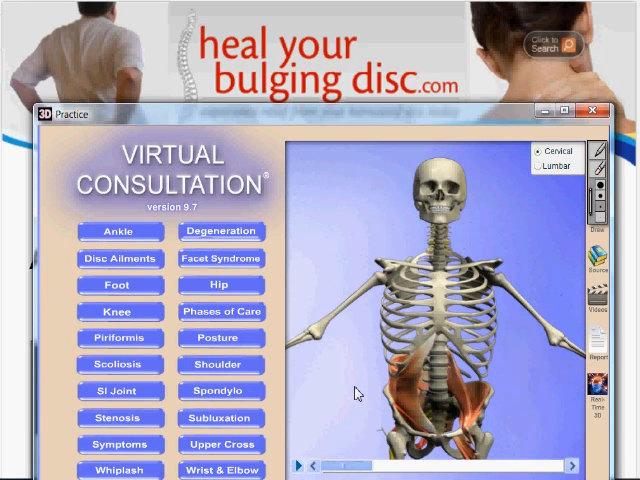 heal your
bulging disc.com
Click to
Search
3D Practice
VIRTUAL
CONSULTATION®
version 9.7
Ankle
Degeneration
Disc Ailments
Facet Syndrome
Foot
Hip
Knee
Phases of Care
Piriformis
Posture
Scoliosis
Shoulder
SI Joint
Spondylo
Stenosis
Subluxation
Symptoms
Upper Cross
Whiplash
Wrist & Elbow
Cervical
Lumbar
Draw
Source
Videos
Report
Real-
Time
3D